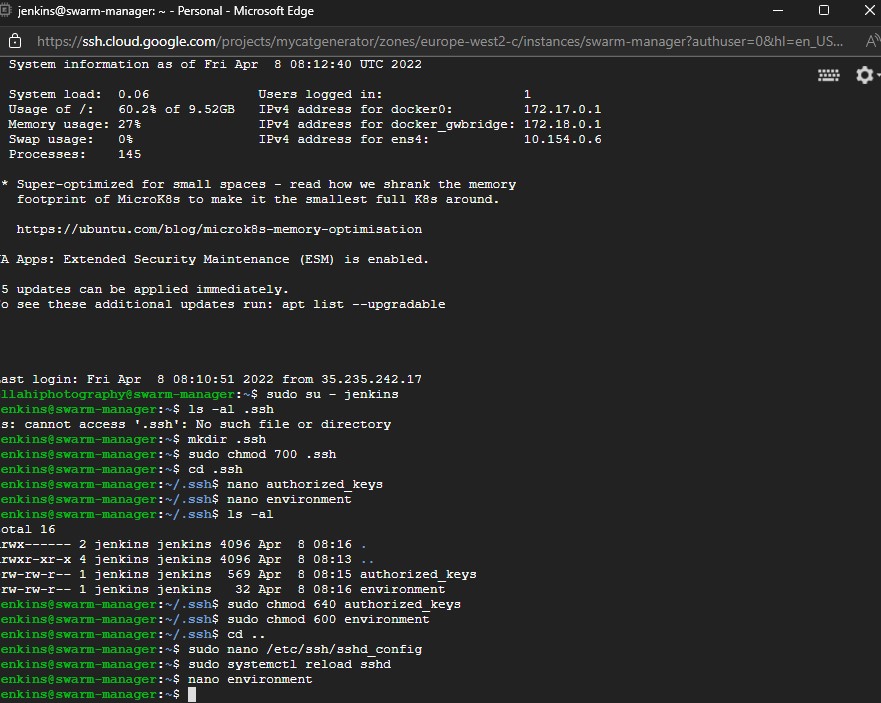 jenkins@swarm-manager: ~ - Personal - Microsoft Edge
https://ssh.cloud.google.com/projects/mycatgenerator/zones/europe-west2-c/instances/swarm-manager?authuser=0&hl=en_US...
System information as of Fri Apr  8 08:12:40 UTC 2022
System load:  0.06  Users logged in:  1
Usage of /:   60.2% of 9.52GB  IPv4 address for docker0:  172.17.0.1
Memory usage: 27%  IPv4 address for docker_gwbridge: 172.18.0.1
Swap usage:   0%  IPv4 address for ens4:  10.154.0.6
Processes:    145
* Super-optimized for small spaces - read how we shrank the memory
footprint of MicroK8s to make it the smallest full K8s around.
https://ubuntu.com/blog/microk8s-memory-optimisation
A Apps: Extended Security Maintenance (ESM) is enabled.
5 updates can be applied immediately.
o see these additional updates run: apt list --upgradable
ast login: Fri Apr  8 08:10:51 2022 from 35.235.242.17
llahiphotography@swarm-manager:~$ sudo su - jenkins
enkins@swarm-manager:~$ ls -al .ssh
s: cannot access '.ssh': No such file or directory
enkins@swarm-manager:~$ mkdir .ssh
enkins@swarm-manager:~$ sudo chmod 700 .ssh
enkins@swarm-manager:~$ cd .ssh
enkins@swarm-manager:~/.ssh$ nano authorized_keys
enkins@swarm-manager:~/.ssh$ nano environment
enkins@swarm-manager:~/.ssh$ ls -al
otal 16
rwx------ 2 jenkins jenkins 4096 Apr  8 08:16 .
rwxr-xr-x 4 jenkins jenkins 4096 Apr  8 08:13 ..
rw-rw-r-- 1 jenkins jenkins  569 Apr  8 08:15 authorized_keys
rw-rw-r-- 1 jenkins jenkins   32 Apr  8 08:16 environment
enkins@swarm-manager:~/.ssh$ sudo chmod 640 authorized_keys
enkins@swarm-manager:~/.ssh$ sudo chmod 600 environment
enkins@swarm-manager:~/.ssh$ cd ..
enkins@swarm-manager:~$ sudo nano /etc/ssh/sshd_config
enkins@swarm-manager:~$ sudo systemctl reload sshd
enkins@swarm-manager:~$ nano environment
enkins@swarm-manager:~$